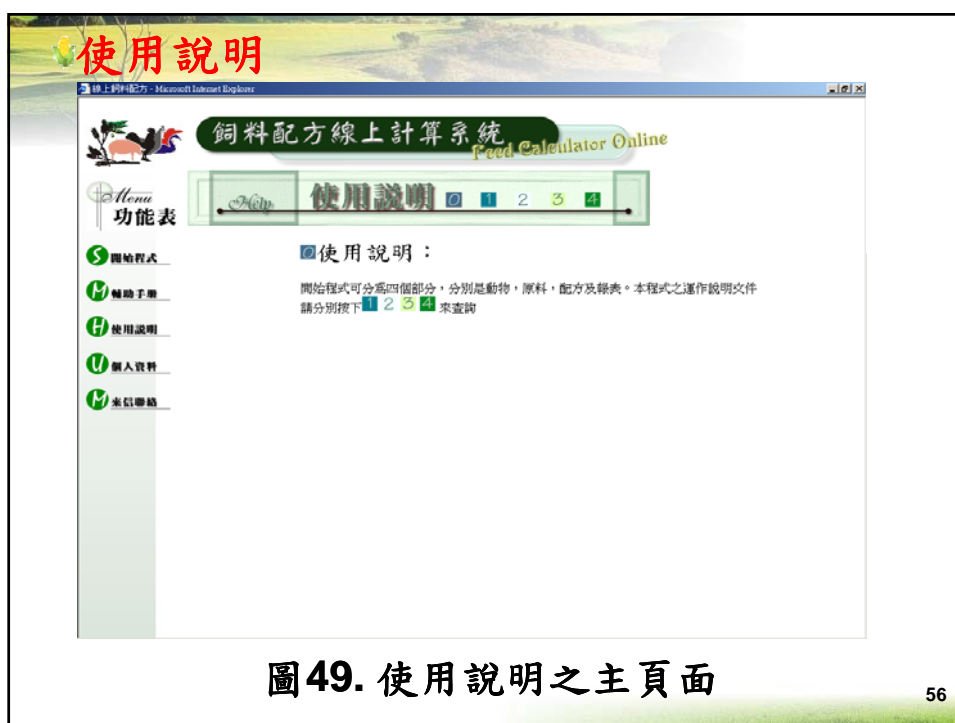 使用說明
線上飼料配方 - Microsoft Internet Explorer
飼料配方線上計算系統
Feed Calculator Online
Menu
功能表
Help
使用說明 0 1 2 3 4
S 開始程式
M 輔助手冊
H 使用說明
U 個人資料
M 來信聯絡
0使用說明：
開始程式可分為四個部分，分別是動物，原料，配方及報表。本程式之運作說明文件
請分別按下1 2 3 4 來查詢
圖49. 使用說明之主頁面
56